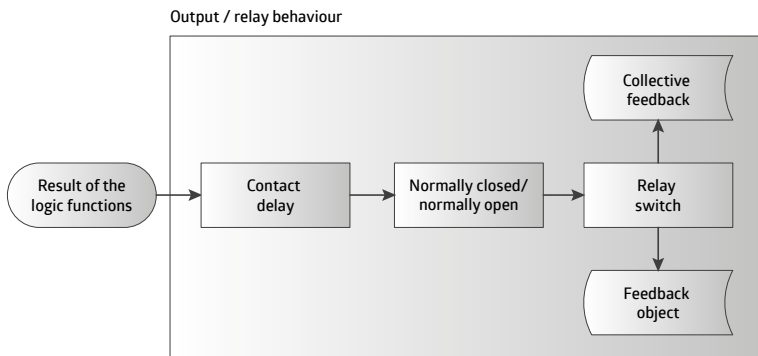 Output / relay behaviour
Collective
feedback
Result of the
logic functions
Contact
delay
Normally closed/
normally open
Relay
switch
Feedback
object